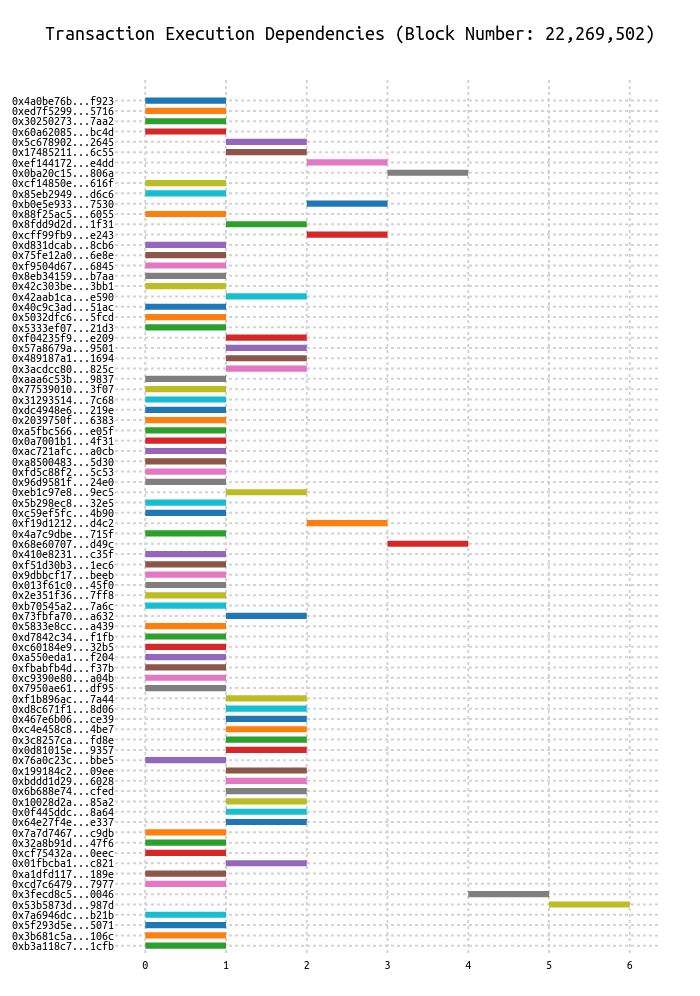 Transaction Execution Dependencies (Block Number: 22,269,502)
0x4a0be76b...f923
0xed7f5299...5716
0x30250273...7aa2
0x60a62085...bc4d
0x5c678902...2645
0x17485211...6c55
0xef144172...e4dd
0x0ba20c15...806a
0xcf14850e...616f
0x85eb2949...d6c6
0xb0e5e933...7530
0x88f25ac5...6055
0x8fdd9d2d...1f31
0xcff99fb9...e243
0xd831dcab...8cb6
0x75fe12a0...6e8e
0xf9504d67...6845
0x8eb34159...b7aa
0x42c303be...3bb1
0x42aab1ca...e590
0x40c9c3ad...51ac
0x5032dfc6...5fcd
0x5333ef07...21d3
0xf04235f9...e209
0x57a8679a...9501
0x489187a1...1694
0x3acdcc80...825c
0xaaa6c53b...9837
0x77539010...3f07
0x31293514...7c68
0xdc4948e6...219e
0x2039750f...6383
0xa5fbc566...e05f
0x0a7001b1...4f31
0xac721afc...a0cb
0xa8500483...5d30
0xfd5c88f2...5c53
0x96d9581f...24e0
0xeb1c97e8...9ec5
0x5b298ec8...32e5
0xc59ef5fc...4b90
0xf19d1212...d4c2
0x4a7c9dbe...715f
0x68e60707...d49c
0x410e8231...c35f
0xf51d30b3...1ec6
0x9dbbcf17...beeb
0x013f61c0...45f0
0x2e351f36...7ff8
0xb70545a2...7a6c
0x73fbfa70...a632
0x5833e8cc...a439
0xd7842c34...f1fb
0xc60184e9...32b5
0xa550eda1...f204
0xfbabfb4d...f37b
0xc9390e80...a04b
0x7950ae61...df95
0xf1b896ac...7a44
0xd8c671f1...8d06
0x467e6b06...ce39
0xc4e458c8...4be7
0x3c8257ca...fd8e
0x0d81015e...9357
0x76a0c23c...bbe5
0x199184c2...09ee
0xbddd1d29...6028
0x6b688e74...cfed
0x10028d2a...85a2
0x0f445ddc...8a64
0x64e27f4e...e337
0x7a7d7467...c9db
0x32a8b91d...47f6
0xcf75432a...0eec
0x01fbcba1...c821
0xa1dfd117...189e
0xcd7c6479...7977
0x3fecd8c5...0046
0x53b5873d...987d
0x7a6946dc...b21b
0x5f293d5e...5071
0x3b681c5a...106c
0xb3a118c7...1cfb
0 1 2 3 4 5 6